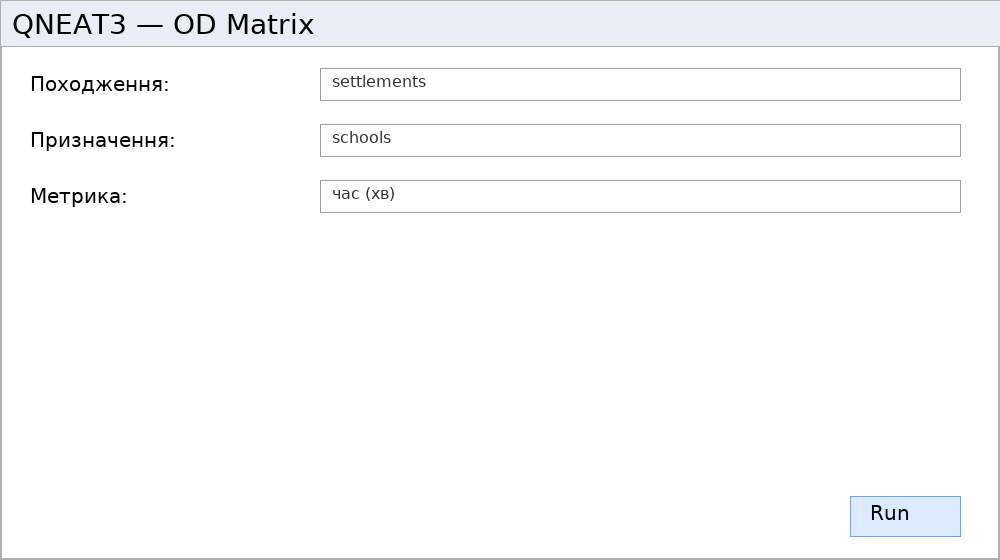 QNEAT3 — OD Matrix
Походження: settlements
Призначення: schools
Метрика: час (хв)
Run